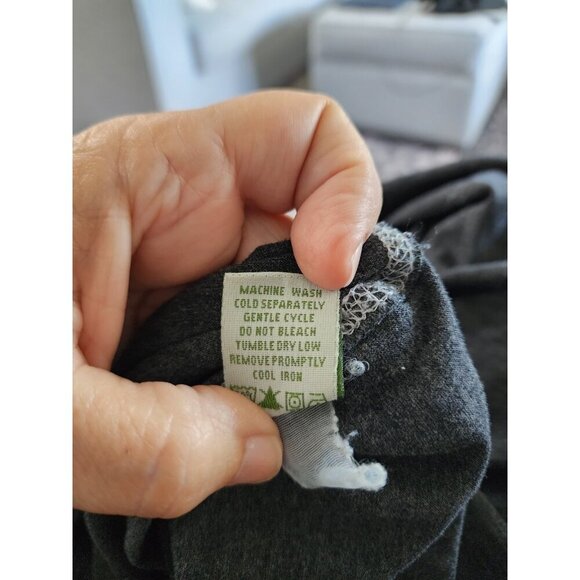 MACHINE WASH
COLD SEPARATELY
GENTLE CYCLE
DO NOT BLEACH
TUMBLE DRY LOW
REMOVE PROMPTLY
COOL IRON